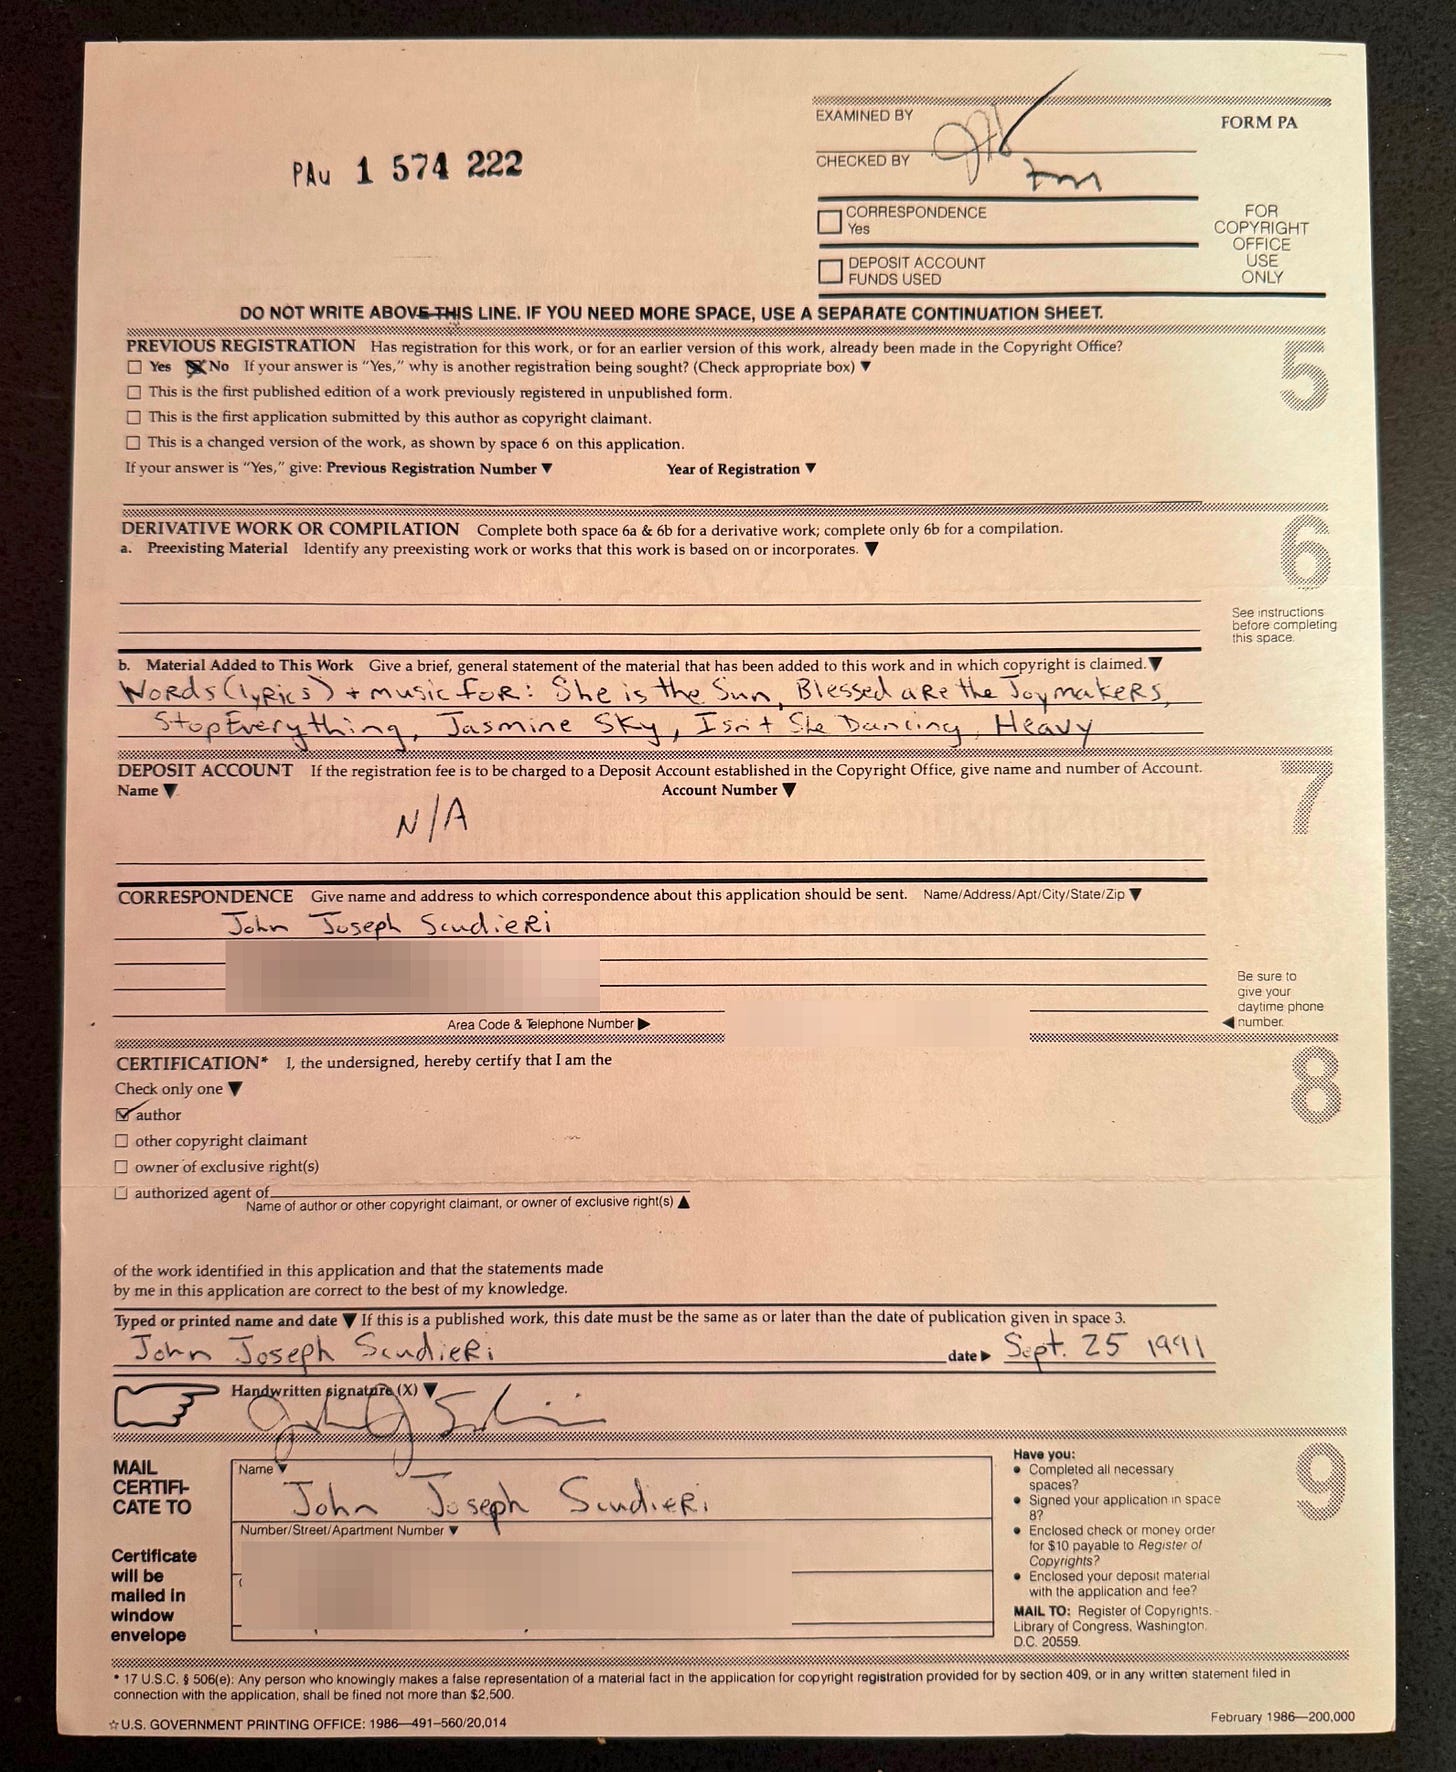 EXAMINED BY
FORM PA
PAu 1 574 222
CHECKED BY
CORRESPONDENCE
Yes
FOR
COPYRIGHT
OFFICE
USE
ONLY
DEPOSIT ACCOUNT
FUNDS USED
DO NOT WRITE ABOVE THIS LINE. IF YOU NEED MORE SPACE, USE A SEPARATE CONTINUATION SHEET.
PREVIOUS REGISTRATION Has registration for this work, or for an earlier version of this work, already been made in the Copyright Office?
Yes No If your answer is "Yes," why is another registration being sought? (Check appropriate box) ▼
This is the first published edition of a work previously registered in unpublished form.
This is the first application submitted by this author as copyright claimant.
This is a changed version of the work, as shown by space 6 on this application.
If your answer is "Yes," give: Previous Registration Number ▼ Year of Registration ▼
5
DERIVATIVE WORK OR COMPILATION Complete both space 6a & 6b for a derivative work; complete only 6b for a compilation.
a. Preexisting Material Identify any preexisting work or works that this work is based on or incorporates. ▼
6
See instructions
before completing
this space.
b. Material Added to This Work Give a brief, general statement of the material that has been added to this work and in which copyright is claimed. ▼
Words (lyrics) + music for: She is the Sun, Blessed are the Joymakers,
Stop Everything, Jasmine Sky, Isn't She Dancing, Heavy
DEPOSIT ACCOUNT If the registration fee is to be charged to a Deposit Account established in the Copyright Office, give name and number of Account.
Name ▼ Account Number ▼
N/A
7
CORRESPONDENCE Give name and address to which correspondence about this application should be sent. Name/Address/Apt/City/State/Zip ▼
John Joseph Scudieri
Be sure to
give your
daytime phone
◀ number.
Area Code & Telephone Number ▶
CERTIFICATION* I, the undersigned, hereby certify that I am the
Check only one ▼
author
other copyright claimant
owner of exclusive right(s)
authorized agent of
Name of author or other copyright claimant, or owner of exclusive right(s) ▲
8
of the work identified in this application and that the statements made
by me in this application are correct to the best of my knowledge.
Typed or printed name and date ▼ If this is a published work, this date must be the same as or later than the date of publication given in space 3.
John Joseph Scudieri date ▶ Sept. 25 1991
Handwritten signature (X) ▼
MAIL
CERTIFI-
CATE TO
Name ▼
John Joseph Scudieri
Number/Street/Apartment Number ▼
Certificate
will be
mailed in
window
envelope
Have you:
• Completed all necessary
spaces?
• Signed your application in space
8?
• Enclosed check or money order
for $10 payable to Register of
Copyrights?
• Enclosed your deposit material
with the application and fee?
MAIL TO: Register of Copyrights,
Library of Congress, Washington,
D.C. 20559.
9
* 17 U.S.C. § 506(e): Any person who knowingly makes a false representation of a material fact in the application for copyright registration provided for by section 409, or in any written statement filed in
connection with the application, shall be fined not more than $2,500.
☆U.S. GOVERNMENT PRINTING OFFICE: 1986—491-560/20,014
February 1986—200,000